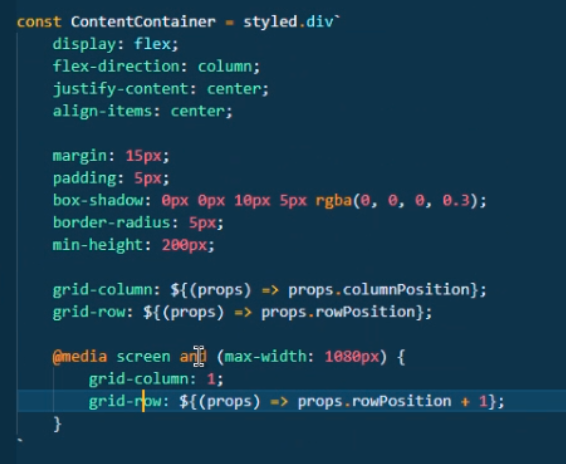 const ContentContainer = styled.div`
display: flex;
flex-direction: column;
justify-content: center;
align-items: center;
margin: 15px;
padding: 5px;
box-shadow: 0px 0px 10px 5px rgba(0, 0, 0, 0.3);
border-radius: 5px;
min-height: 200px;
grid-column: ${(props) => props.columnPosition};
grid-row: ${(props) => props.rowPosition};
@media screen and (max-width: 1080px) {
grid-column: 1;
grid-row: ${(props) => props.rowPosition + 1};
}
`